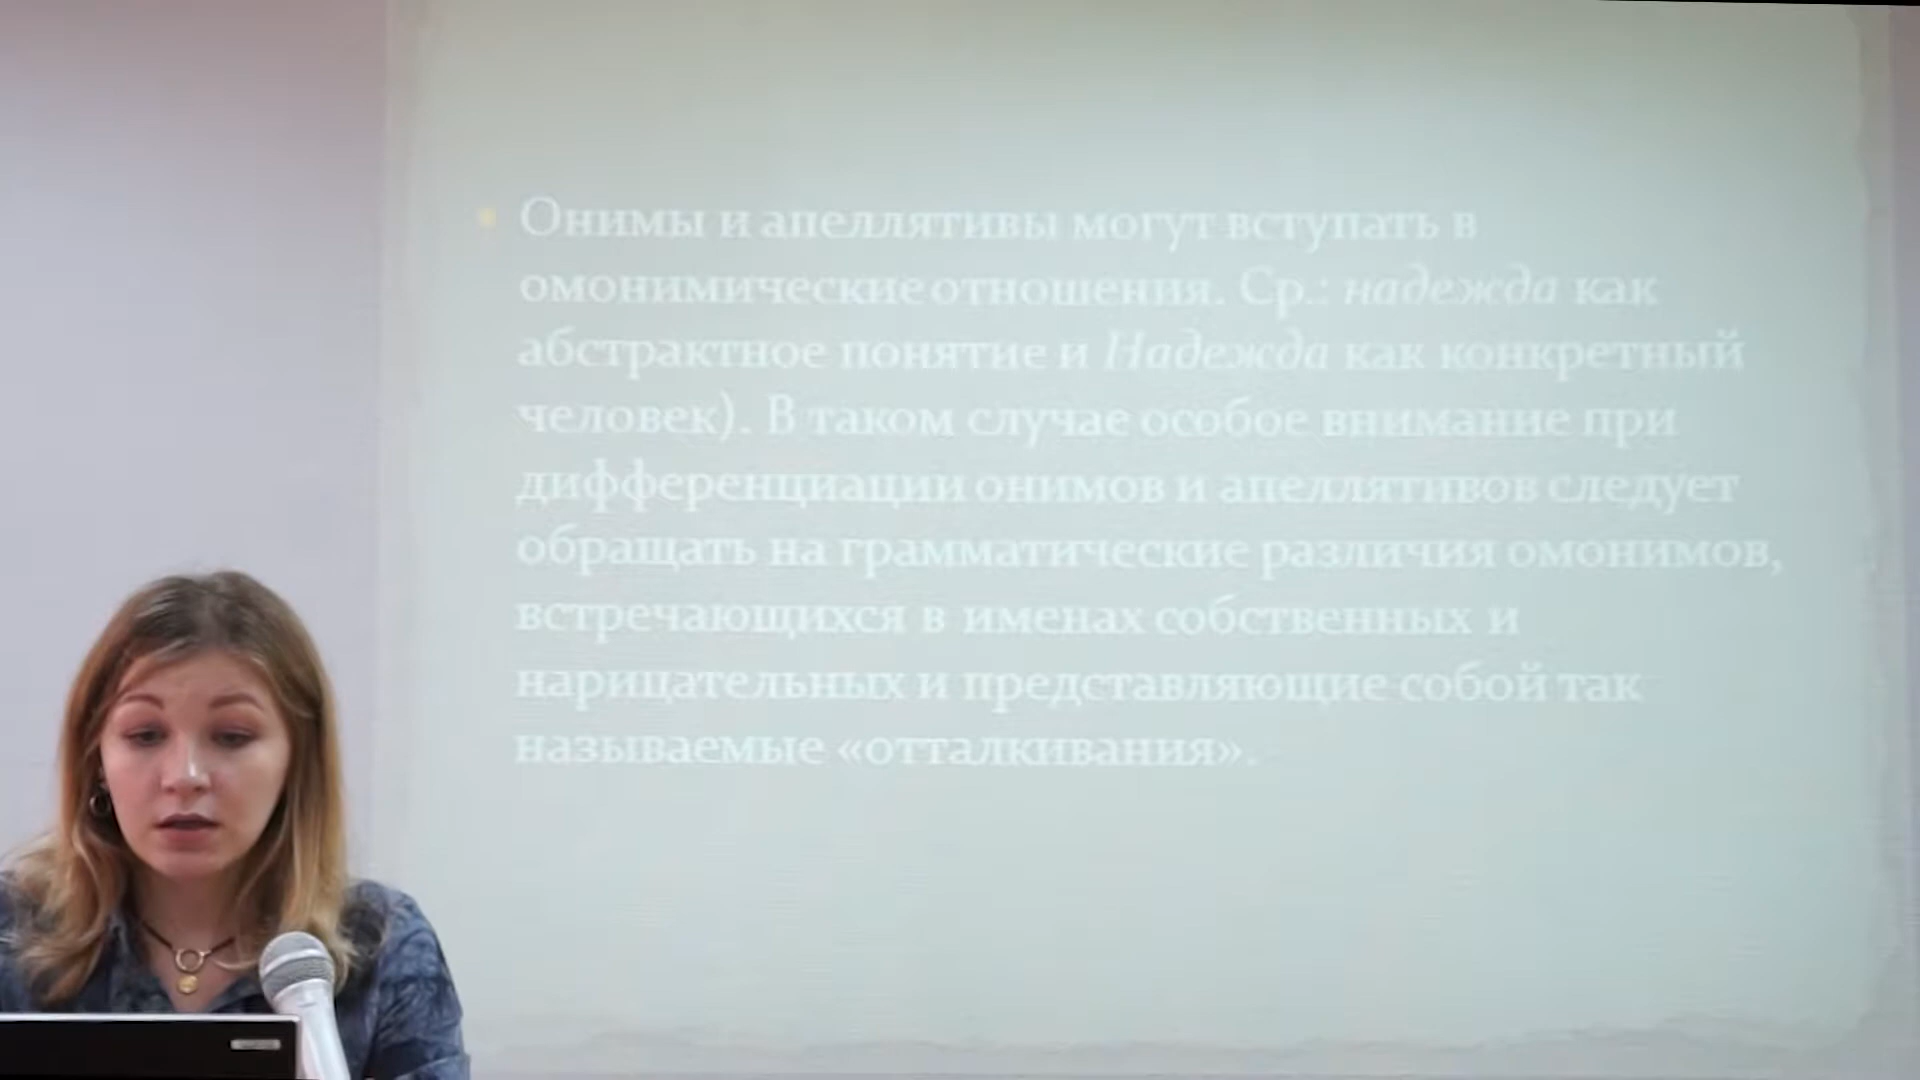 Онимы и апеллятивы могут вступать в
омонимические отношения. Ср.: надежда как
абстрактное понятие и Надежда как конкретный
человек). В таком случае особое внимание при
дифференциации онимов и апеллятивов следует
обращать на грамматические различия омонимов,
встречающихся в именах собственных и
нарицательных и представляющие собой так
называемые «отталкивания».